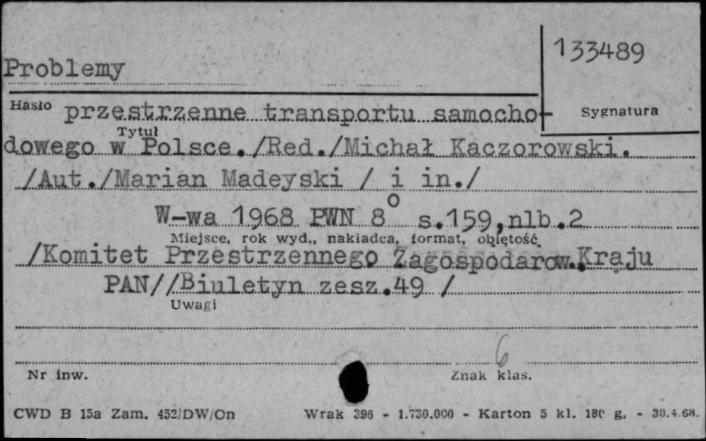 133489
Problemy
Hasło przestrzenne transportu samocho- Sygnatura
Tytuł
dowego w Polsce./Red./Michał Kaczorowski.
/Aut./Marian Madeyski / i in./
W-wa 1968 PWN 8° s.159,nlb.2
Miejsce, rok wyd., nakładca, format, objętość
/Komitet Przestrzennego Zagospodarow.Kraju
PAN//Biuletyn zesz.49 /
Uwagi
6
Nr inw. Znak klas.
CWD B 15a Zam. 452/DW/On Wrak 396 - 1.730.000 - Karton 5 kl. 180 g. - 30.4.68.